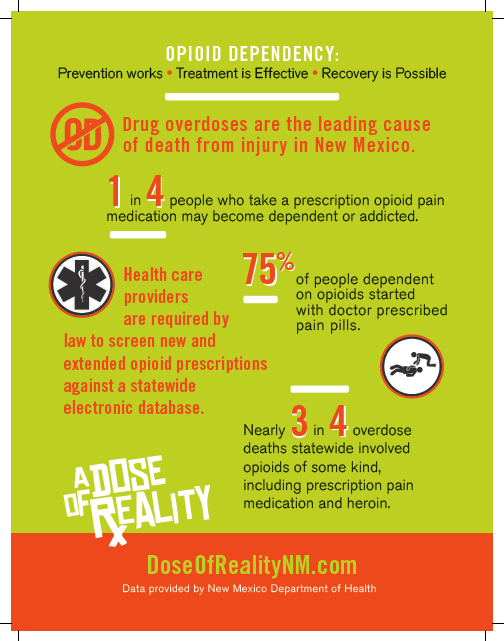 OPIOID DEPENDENCY:
Prevention works • Treatment is Effective • Recovery is Possible
OD
Drug overdoses are the leading cause
of death from injury in New Mexico.
1 in 4 people who take a prescription opioid pain
medication may become dependent or addicted.
Health care
providers
are required by
law to screen new and
extended opioid prescriptions
against a statewide
electronic database.
75% of people dependent
on opioids started
with doctor prescribed
pain pills.
Nearly 3 in 4 overdose
deaths statewide involved
opioids of some kind,
including prescription pain
medication and heroin.
A DOSE
OF REALITY
DoseOfRealityNM.com
Data provided by New Mexico Department of Health